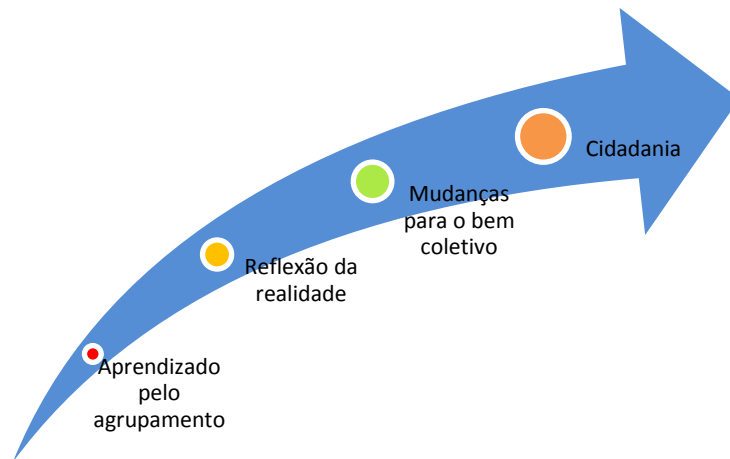 Aprendizado
pelo
agrupamento
Reflexão da
realidade
Mudanças
para o bem
coletivo
Cidadania